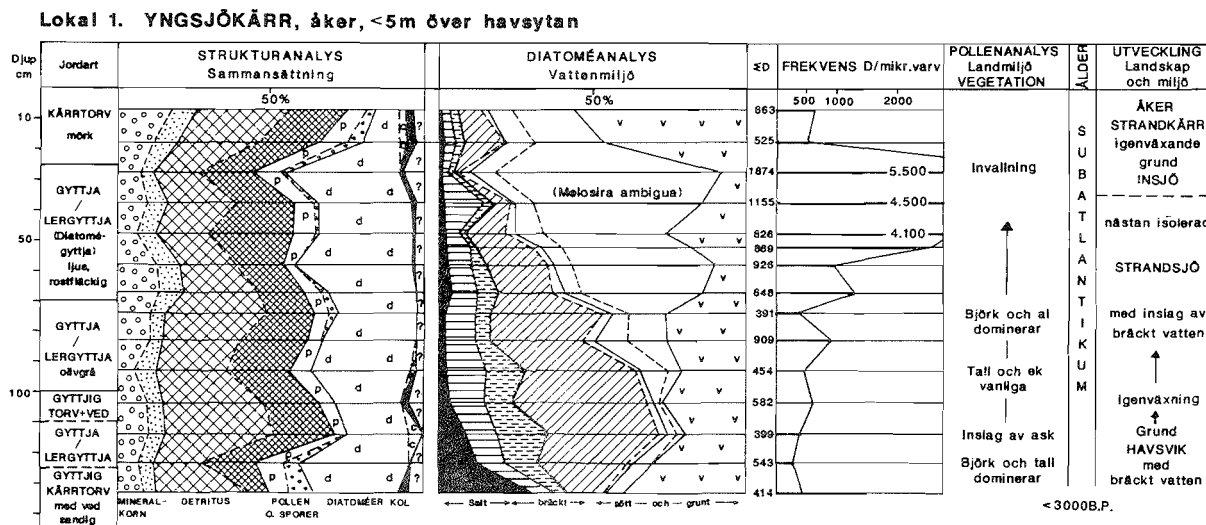 Lokal 1. YNGSJÖKÄRR, åker, <5m över havsytan
Djup
cm
Jordart
STRUKTURANALYS
Sammansättning
DIATOMÉANALYS
Vattenmiljö
ΣD
FREKVENS D/mikr.varv
POLLENANALYS
Landmiljö
VEGETATION
ÅLDER
UTVECKLING
Landskap
och miljö
50%
50%
500 1000 2000
10
50
100
KÄRRTORV
mörk
GYTTJA
/
LERGYTTJA
(Diatomé-
gyttja)
ljus,
rostfläckig
GYTTJA
/
LERGYTTJA
oävgrå
GYTTJIG
TORV+VED
GYTTJA
/
LERGYTTJA
GYTTJIG
KÄRRTORV
med ved
sandig
p d ?
p d ?
d ?
p d ?
p d ?
p d ?
d ?
d ?
p d ?
p d ?
p d ?
p d ?
c
c ?
p d
MINERAL-
KORN
DETRITUS
POLLEN
O. SPORER
DIATOMÉER
KOL
(Melosira ambigua)
v v v v
v v
v
v
v v
v v
v v v
v v v
v v v
v v
v v
v v
v v v
Salt
bräckt
sött och grunt
863
525
1874
1155
826
869
926
648
391
909
454
582
399
543
414
5.500
4.500
4.100
Invallning
Björk och al
dominerar
Tall och ek
vanliga
Inslag av ask
Björk och tall
dominerar
SUBATLANTIKUM
ÅKER
STRANDKÄRR
igenväxande
grund
INSJÖ
nästan isolerad
STRANDSJÖ
med inslag av
bräckt vatten
Igenväxning
Grund
HAVSVIK
med
bräckt vatten
<3000B.P.